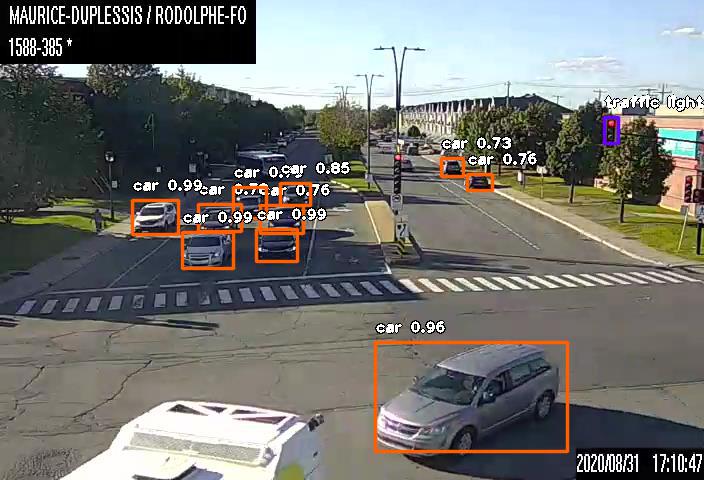 MAURICE-DUPLESSIS / RODOLPHE-FO
1588-385 *
traffic light
car 0.73
car 0.76
car 0.85
car 0.99
car 0.76
car 0.99
car 0.99
car 0.96
2020/08/31 17:10:47